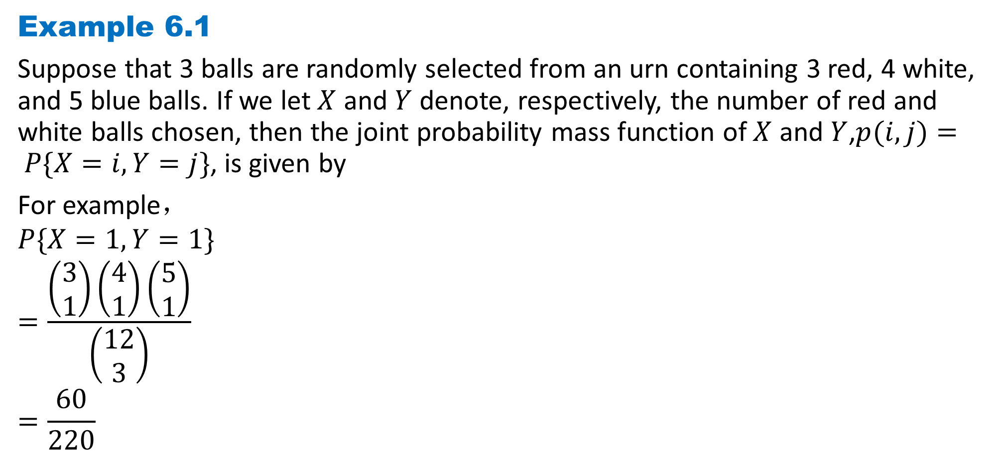 Example 6.1
Suppose that 3 balls are randomly selected from an urn containing 3 red, 4 white,
and 5 blue balls. If we let X and Y denote, respectively, the number of red and
white balls chosen, then the joint probability mass function of X and Y,p(i, j) =
P{X = i, Y = j}, is given by
For example，
P{X = 1, Y = 1}
= \frac{\binom{3}{1}\binom{4}{1}\binom{5}{1}}{\binom{12}{3}}
= \frac{60}{220}